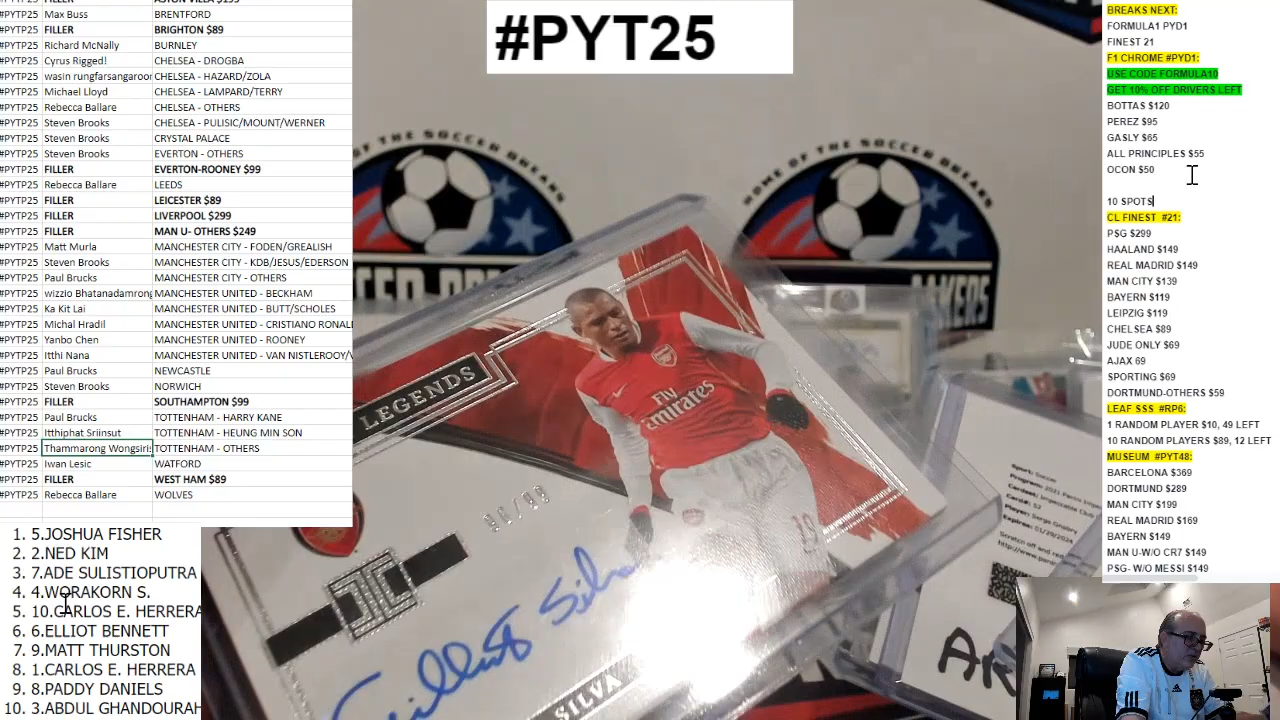 #PYT25
ASTON VILLA $199
#PYTP25 Max Buss BRENTFORD
#PYTP25 FILLER BRIGHTON $89
#PYTP25 Richard McNally BURNLEY
#PYTP25 Cyrus Rigged! CHELSEA - DROGBA
#PYTP25 wasin rungfarsangaroon CHELSEA - HAZARD/ZOLA
#PYTP25 Michael Lloyd CHELSEA - LAMPARD/TERRY
#PYTP25 Rebecca Ballare CHELSEA - OTHERS
#PYTP25 Steven Brooks CHELSEA - PULISIC/MOUNT/WERNER
#PYTP25 Steven Brooks CRYSTAL PALACE
#PYTP25 Steven Brooks EVERTON - OTHERS
#PYTP25 FILLER EVERTON-ROONEY $99
#PYTP25 Rebecca Ballare LEEDS
#PYTP25 FILLER LEICESTER $89
#PYTP25 FILLER LIVERPOOL $299
#PYTP25 FILLER MAN U- OTHERS $249
#PYTP25 Matt Murla MANCHESTER CITY - FODEN/GREALISH
#PYTP25 Steven Brooks MANCHESTER CITY - KDB/JESUS/EDERSON
#PYTP25 Paul Brucks MANCHESTER CITY - OTHERS
#PYTP25 wizzio Bhstanadamrong MANCHESTER UNITED - BECKHAM
#PYTP25 Ka Kit Lai MANCHESTER UNITED - BUTT/SCHOLES
#PYTP25 Michal Hradil MANCHESTER UNITED - CRISTIANO RONAL
#PYTP25 Yanbo Chen MANCHESTER UNITED - ROONEY
#PYTP25 Itthi Nana MANCHESTER UNITED - VAN NISTLEROOY/V
#PYTP25 Paul Brucks NEWCASTLE
#PYTP25 Steven Brooks NORWICH
#PYTP25 FILLER SOUTHAMPTON $99
#PYTP25 Paul Brucks TOTTENHAM - HARRY KANE
#PYTP25 Itthiphat Sriinsut TOTTENHAM - HEUNG MIN SON
#PYTP25 Thammarong Wongsiris TOTTENHAM - OTHERS
#PYTP25 Iwan Lesic WATFORD
#PYTP25 FILLER WEST HAM $89
#PYTP25 Rebecca Ballare WOLVES
1. 5.JOSHUA FISHER
2. 2.NED KIM
3. 7.ADE SULISTIOPUTRA
4. 4.WORAKORN S.
5. 10.CARLOS E. HERRERA
6. 6.ELLIOT BENNETT
7. 9.MATT THURSTON
8. 1.CARLOS E. HERRERA
9. 8.PADDY DANIELS
10. 3.ABDUL GHANDOURAH
HOME OF THE SOCCER
LEGENDS
Fly
Emirates
19
Gilberto Silva
SILVA
Sport: Soccer
BREAKS NEXT:
FORMULA1 PYD1
FINEST 21
F1 CHROME #PYD1:
USE CODE FORMULA10
GET 10% OFF DRIVERS LEFT
BOTTAS $120
PEREZ $95
GASLY $65
ALL PRINCIPLES $55
OCON $50
10 SPOTS
CL FINEST #21:
PSG $299
HAALAND $149
REAL MADRID $149
MAN CITY $139
BAYERN $119
LEIPZIG $119
CHELSEA $89
JUDE ONLY $69
AJAX 69
SPORTING $69
DORTMUND-OTHERS $59
LEAF SSS #RP6:
1 RANDOM PLAYER $10, 49 LEFT
10 RANDOM PLAYERS $89, 12 LEFT
MUSEUM #PYT48:
BARCELONA $369
DORTMUND $289
MAN CITY $199
REAL MADRID $169
BAYERN $149
MAN U-W/O CR7 $149
PSG- W/O MESSI $149